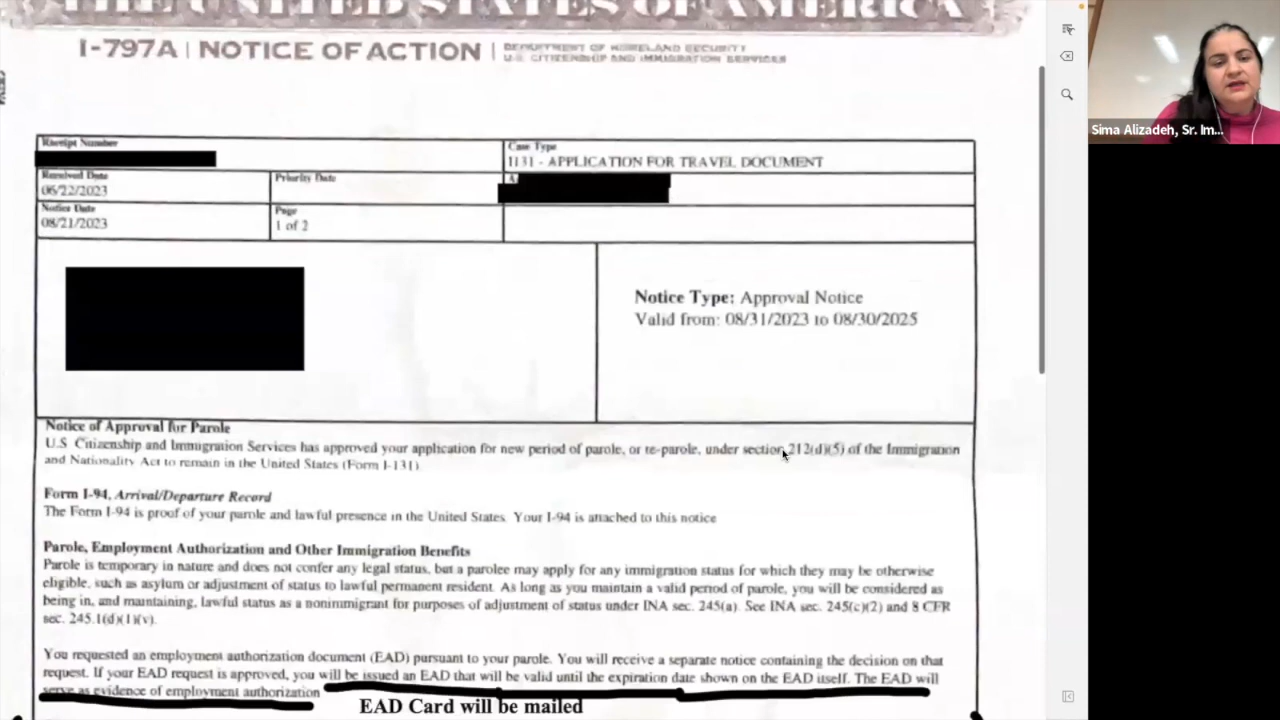 THE UNITED STATES OF AMERICA
I-797A | NOTICE OF ACTION | DEPARTMENT OF HOMELAND SECURITY
U.S. CITIZENSHIP AND IMMIGRATION SERVICES
Receipt Number
Case Type
I131 - APPLICATION FOR TRAVEL DOCUMENT
Received Date
06/22/2023
Priority Date
Notice Date
08/21/2023
Page
1 of 2
Notice Type: Approval Notice
Valid from: 08/31/2023 to 08/30/2025
Notice of Approval for Parole
U.S. Citizenship and Immigration Services has approved your application for new period of parole, or re-parole, under section 212(d)(5) of the Immigration
and Nationality Act to remain in the United States (Form I-131)
Form I-94, Arrival/Departure Record
The Form I-94 is proof of your parole and lawful presence in the United States. Your I-94 is attached to this notice
Parole, Employment Authorization and Other Immigration Benefits
Parole is temporary in nature and does not confer any legal status, but a parolee may apply for any immigration status for which they may be otherwise
eligible, such as asylum or adjustment of status to lawful permanent resident. As long as you maintain a valid period of parole, you will be considered as
being in, and maintaining, lawful status as a nonimmigrant for purposes of adjustment of status under INA sec. 245(a). See INA sec. 245(c)(2) and 8 CFR
sec. 245.1(d)(1)(v).
You requested an employment authorization document (EAD) pursuant to your parole. You will receive a separate notice containing the decision on that
request. If your EAD request is approved, you will be issued an EAD that will be valid until the expiration date shown on the EAD itself. The EAD will
serve as evidence of employment authorization
EAD Card will be mailed
Sima Alizadeh, Sr. Im...